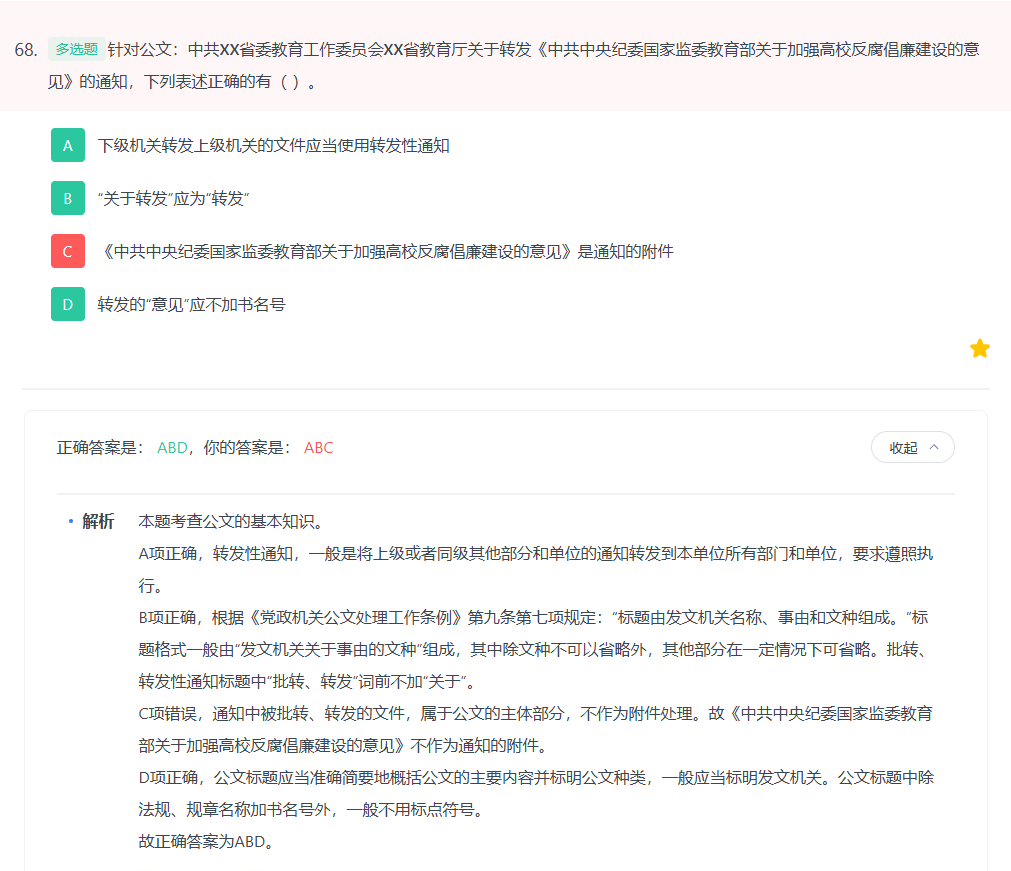 68. 多选题 针对公文：中共XX省委教育工作委员会XX省教育厅关于转发《中共中央纪委国家监委教育部关于加强高校反腐倡廉建设的意
见》的通知，下列表述正确的有（ ）。
A 下级机关转发上级机关的文件应当使用转发性通知
B “关于转发”应为“转发”
C 《中共中央纪委国家监委教育部关于加强高校反腐倡廉建设的意见》是通知的附件
D 转发的“意见”应不加书名号
正确答案是： ABD，你的答案是： ABC
收起
解析 本题考查公文的基本知识。
A项正确，转发性通知，一般是将上级或者同级其他部分和单位的通知转发到本单位所有部门和单位，要求遵照执
行。
B项正确，根据《党政机关公文处理工作条例》第九条第七项规定：“标题由发文机关名称、事由和文种组成。“标
题格式一般由“发文机关关于事由的文种”组成，其中除文种不可以省略外，其他部分在一定情况下可省略。批转、
转发性通知标题中“批转、转发”词前不加“关于”。
C项错误，通知中被批转、转发的文件，属于公文的主体部分，不作为附件处理。故《中共中央纪委国家监委教育
部关于加强高校反腐倡廉建设的意见》不作为通知的附件。
D项正确，公文标题应当准确简要地概括公文的主要内容并标明公文种类，一般应当标明发文机关。公文标题中除
法规、规章名称加书名号外，一般不用标点符号。
故正确答案为ABD。